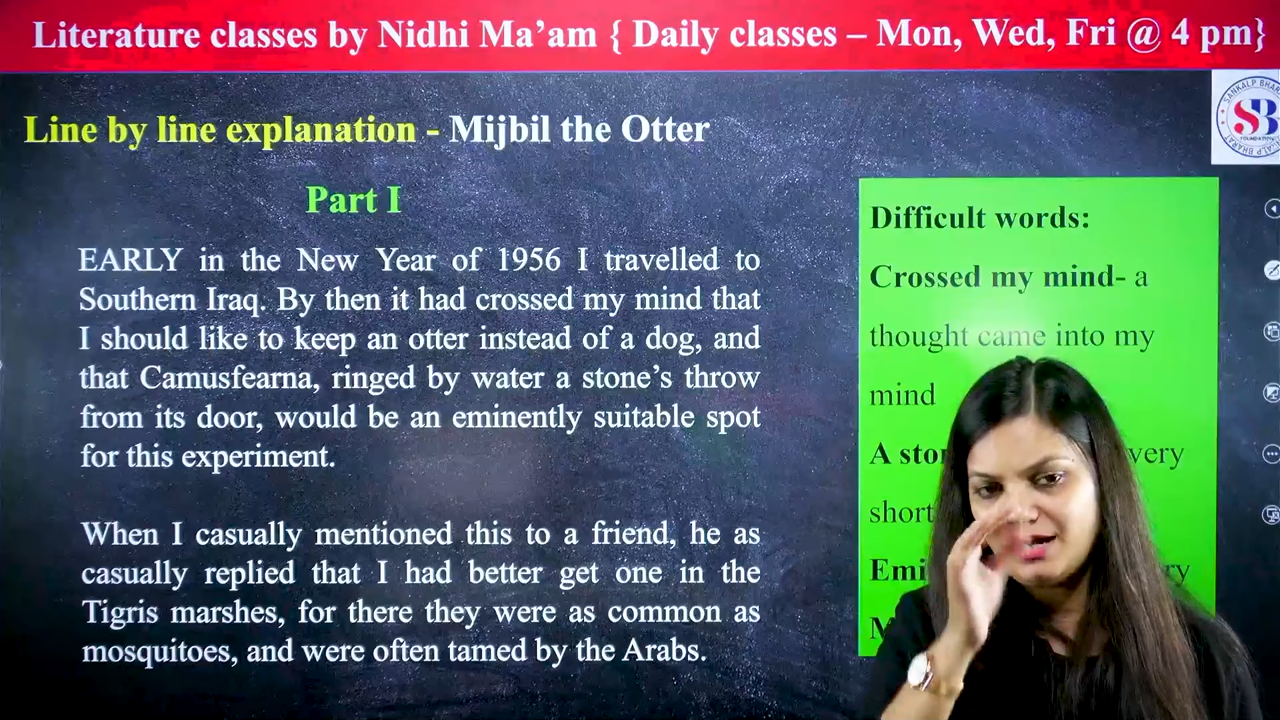 Literature classes by Nidhi Ma’am { Daily classes – Mon, Wed, Fri @ 4 pm}
Line by line explanation - Mijbil the Otter
Part I
EARLY in the New Year of 1956 I travelled to
Southern Iraq. By then it had crossed my mind that
I should like to keep an otter instead of a dog, and
that Camusfearna, ringed by water a stone’s throw
from its door, would be an eminently suitable spot
for this experiment.
When I casually mentioned this to a friend, he as
casually replied that I had better get one in the
Tigris marshes, for there they were as common as
mosquitoes, and were often tamed by the Arabs.
SANKALP BHARAT
SB
FOUNDATION
Difficult words:
Crossed my mind- a
thought came into my
mind
A very
short